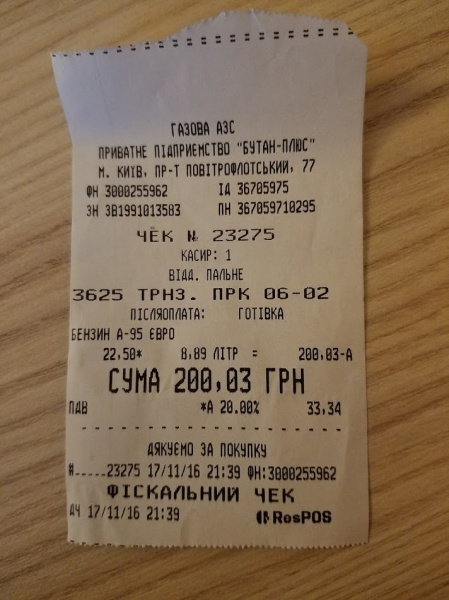 ГАЗОВА АЗС
ПРИВАТНЕ ПІДПРИЄМСТВО "БУТАН-ПЛЮС"
М. КИЇВ, ПР-Т ПОВІТРОФЛОТСЬКИЙ, 77
ФН 3000255962 ІД 36705975
ЗН ЗВ1991013583 ПН 367059710295
ЧЕК № 23275
КАСИР: 1
ВІДД. ПАЛЬНЕ
3625 ТРНЗ. ПРК 06-02
ПІСЛЯОПЛАТА: ГОТІВКА
БЕНЗИН А-95 ЄВРО
22,50* 8,89 ЛІТР = 200,03-А
СУМА 200,03 ГРН
ПДВ *А 20.00% 33,34
ДЯКУЄМО ЗА ПОКУПКУ
#.....23275 17/11/16 21:39 ФН:3000255962
ФІСКАЛЬНИЙ ЧЕК
ДЧ 17/11/16 21:39 ResPOS